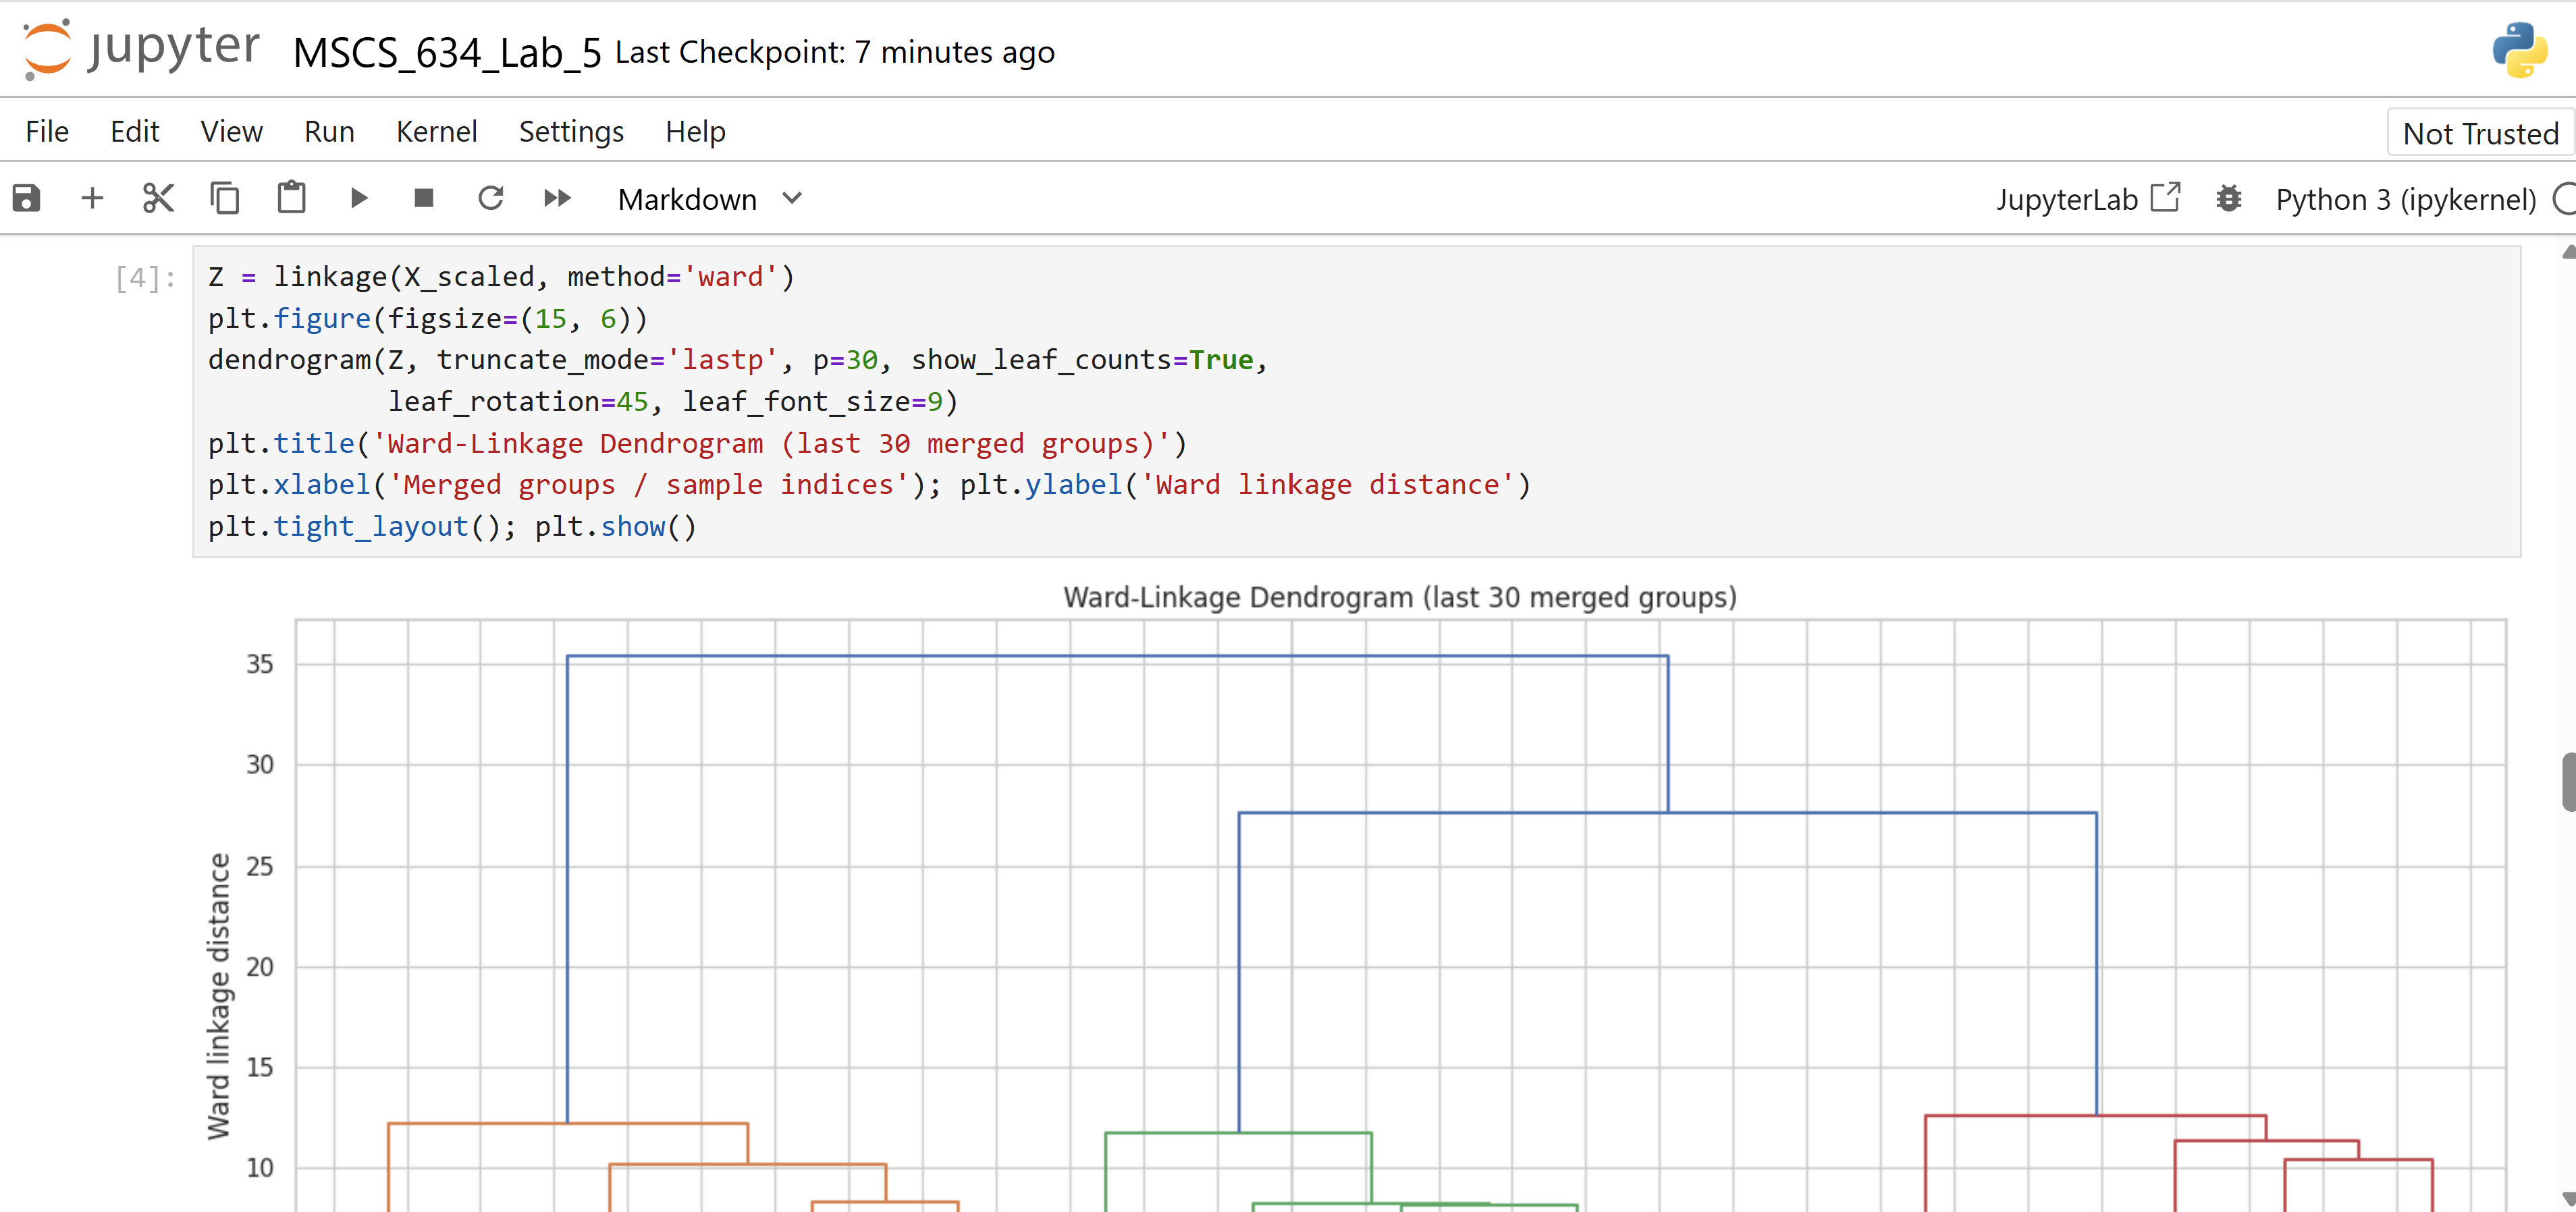 jupyter MSCS_634_Lab_5 Last Checkpoint: 7 minutes ago
File Edit View Run Kernel Settings Help Not Trusted
Markdown JupyterLab Python 3 (ipykernel)
[4]: Z = linkage(X_scaled, method='ward')
plt.figure(figsize=(15, 6))
dendrogram(Z, truncate_mode='lastp', p=30, show_leaf_counts=True,
leaf_rotation=45, leaf_font_size=9)
plt.title('Ward-Linkage Dendrogram (last 30 merged groups)')
plt.xlabel('Merged groups / sample indices'); plt.ylabel('Ward linkage distance')
plt.tight_layout(); plt.show()
Ward-Linkage Dendrogram (last 30 merged groups)
Ward linkage distance
35
30
25
20
15
10